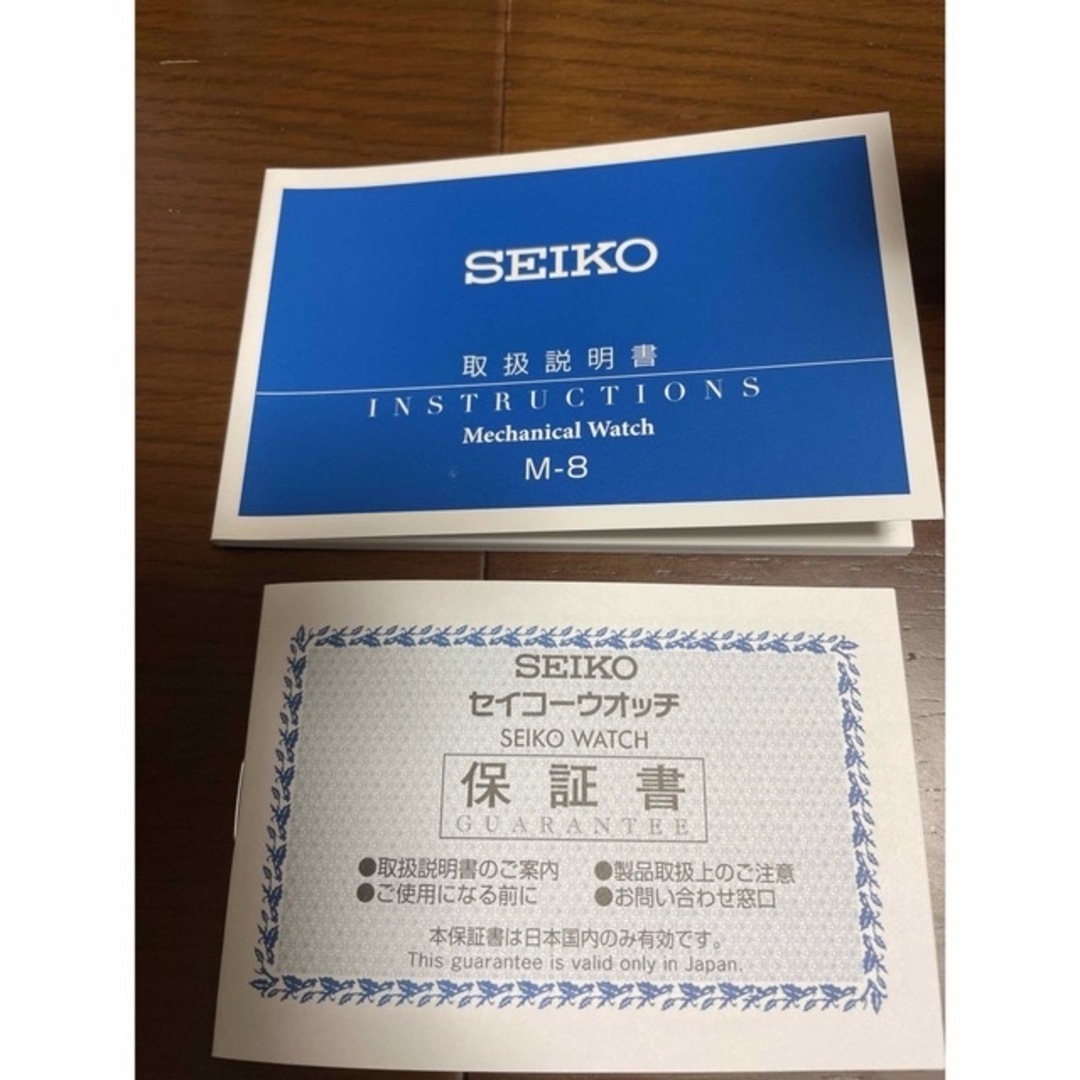 SEIKO
取扱説明書
INSTRUCTIONS
Mechanical Watch
M-8
SEIKO
セイコーウオッチ
SEIKO WATCH
保証書
GUARANTEE
●取扱説明書のご案内 ●製品取扱上のご注意
●ご使用になる前に ●お問い合わせ窓口
本保証書は日本国内のみ有効です。
This guarantee is valid only in Japan.